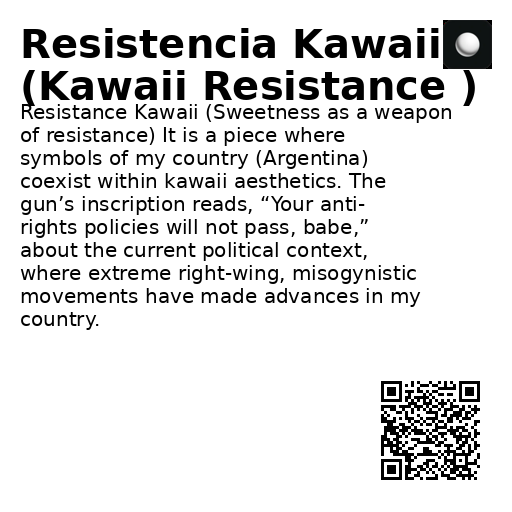 Resistencia Kawaii
(Kawaii Resistance )
Resistance Kawaii (Sweetness as a weapon
of resistance) It is a piece where
symbols of my country (Argentina)
coexist within kawaii aesthetics. The
gun’s inscription reads, “Your anti-
rights policies will not pass, babe,”
about the current political context,
where extreme right-wing, misogynistic
movements have made advances in my
country.